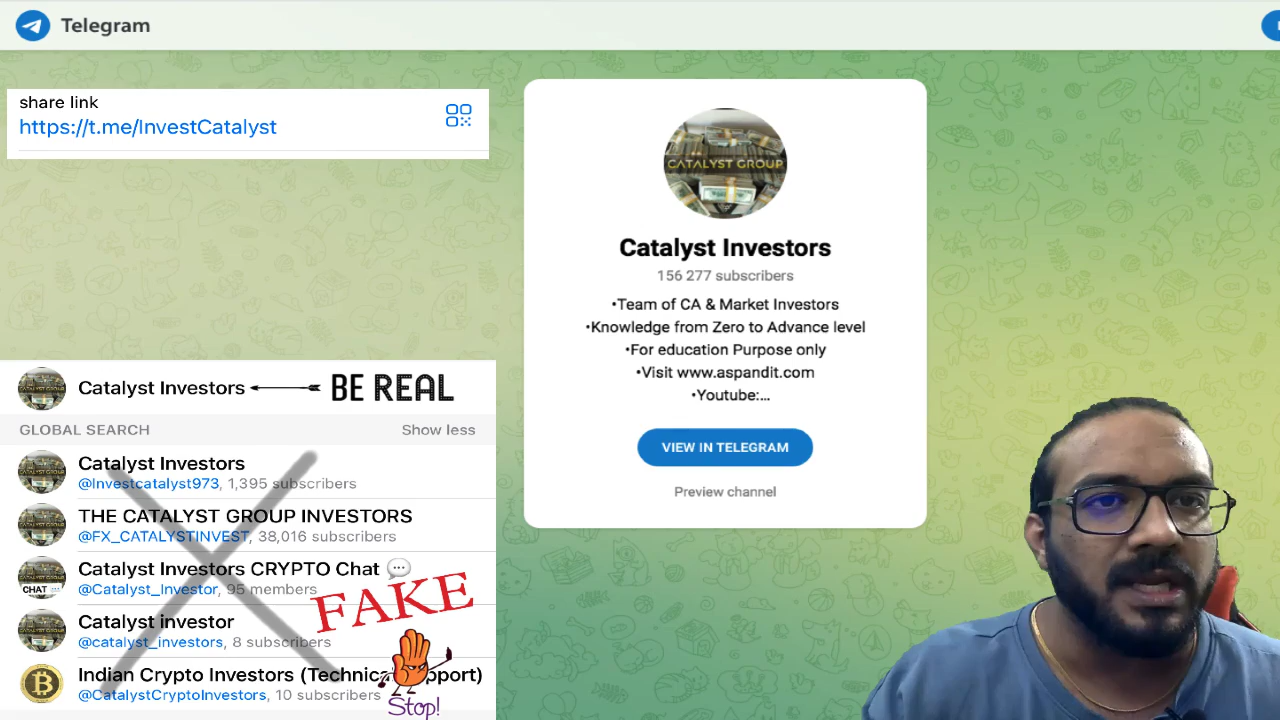 Telegram
share link
https://t.me/InvestCatalyst
CATALYST GROUP
Catalyst Investors
156 277 subscribers
•Team of CA & Market Investors
•Knowledge from Zero to Advance level
•For education Purpose only
•Visit www.aspandit.com
•Youtube:...
VIEW IN TELEGRAM
Preview channel
Catalyst Investors BE REAL
GLOBAL SEARCH Show less
Catalyst Investors
@Investcatalyst973, 1,395 subscribers
THE CATALYST GROUP INVESTORS
@FX_CATALYSTINVEST, 38,016 subscribers
Catalyst Investors CRYPTO Chat
CHAT
@Catalyst_Investor, 95 members
FAKE
Catalyst investor
@catalyst_investors, 8 subscribers
Indian Crypto Investors
@CatalystCryptoInvestors, 10 subscribers
Stop!